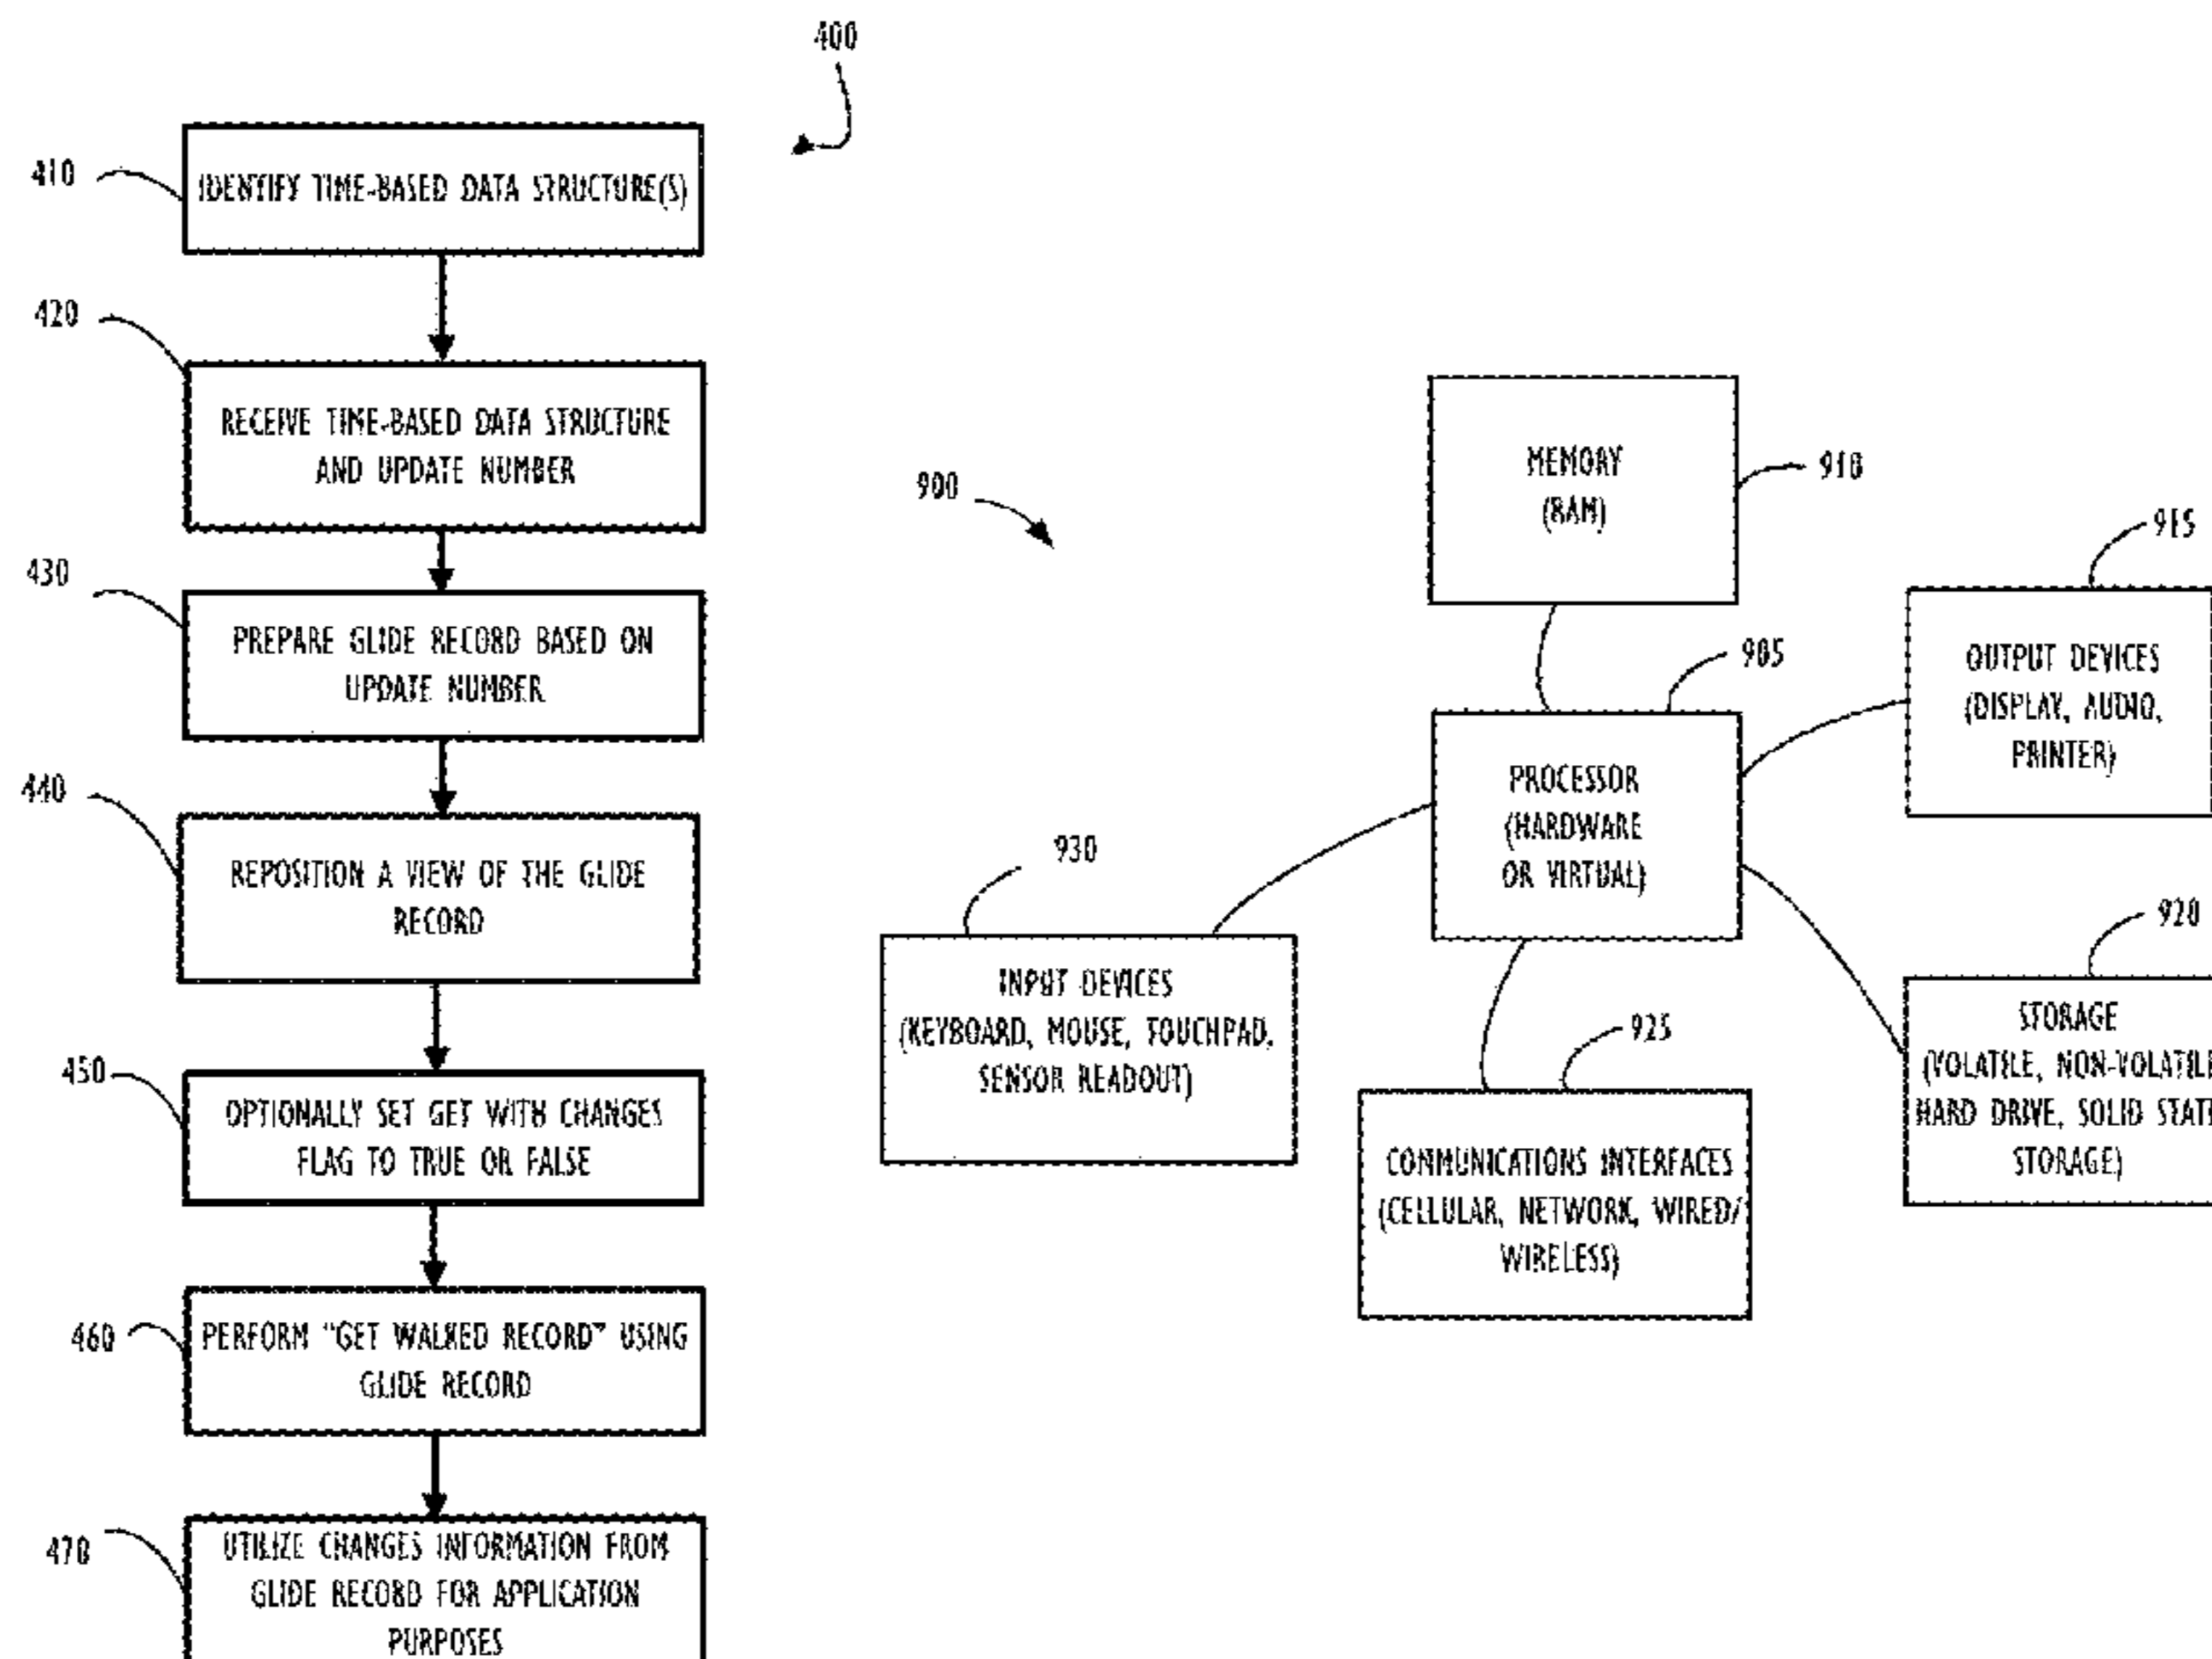 400
410
IDENTIFY TIME-BASED DATA STRUCTURE(S)
420
RECEIVE TIME-BASED DATA STRUCTURE
AND UPDATE NUMBER
430
PREPARE GLIDE RECORD BASED ON
UPDATE NUMBER
440
REPOSITION A VIEW OF THE GLIDE
RECORD
450
OPTIONALLY SET GET WITH CHANGES
FLAG TO TRUE OR FALSE
460
PERFORM "GET WALKED RECORD" USING
GLIDE RECORD
470
UTILIZE CHANGES INFORMATION FROM
GLIDE RECORD FOR APPLICATION
PURPOSES
900
MEMORY
(RAM)
910
915
OUTPUT DEVICES
(DISPLAY, AUDIO,
PRINTER)
905
PROCESSOR
(HARDWARE
OR VIRTUAL)
930
INPUT DEVICES
(KEYBOARD, MOUSE, TOUCHPAD,
SENSOR READOUT)
920
STORAGE
(VOLATILE, NON-VOLATILE
HARD DRIVE, SOLID STATE
STORAGE)
925
COMMUNICATIONS INTERFACES
(CELLULAR, NETWORK, WIRED/
WIRELESS)